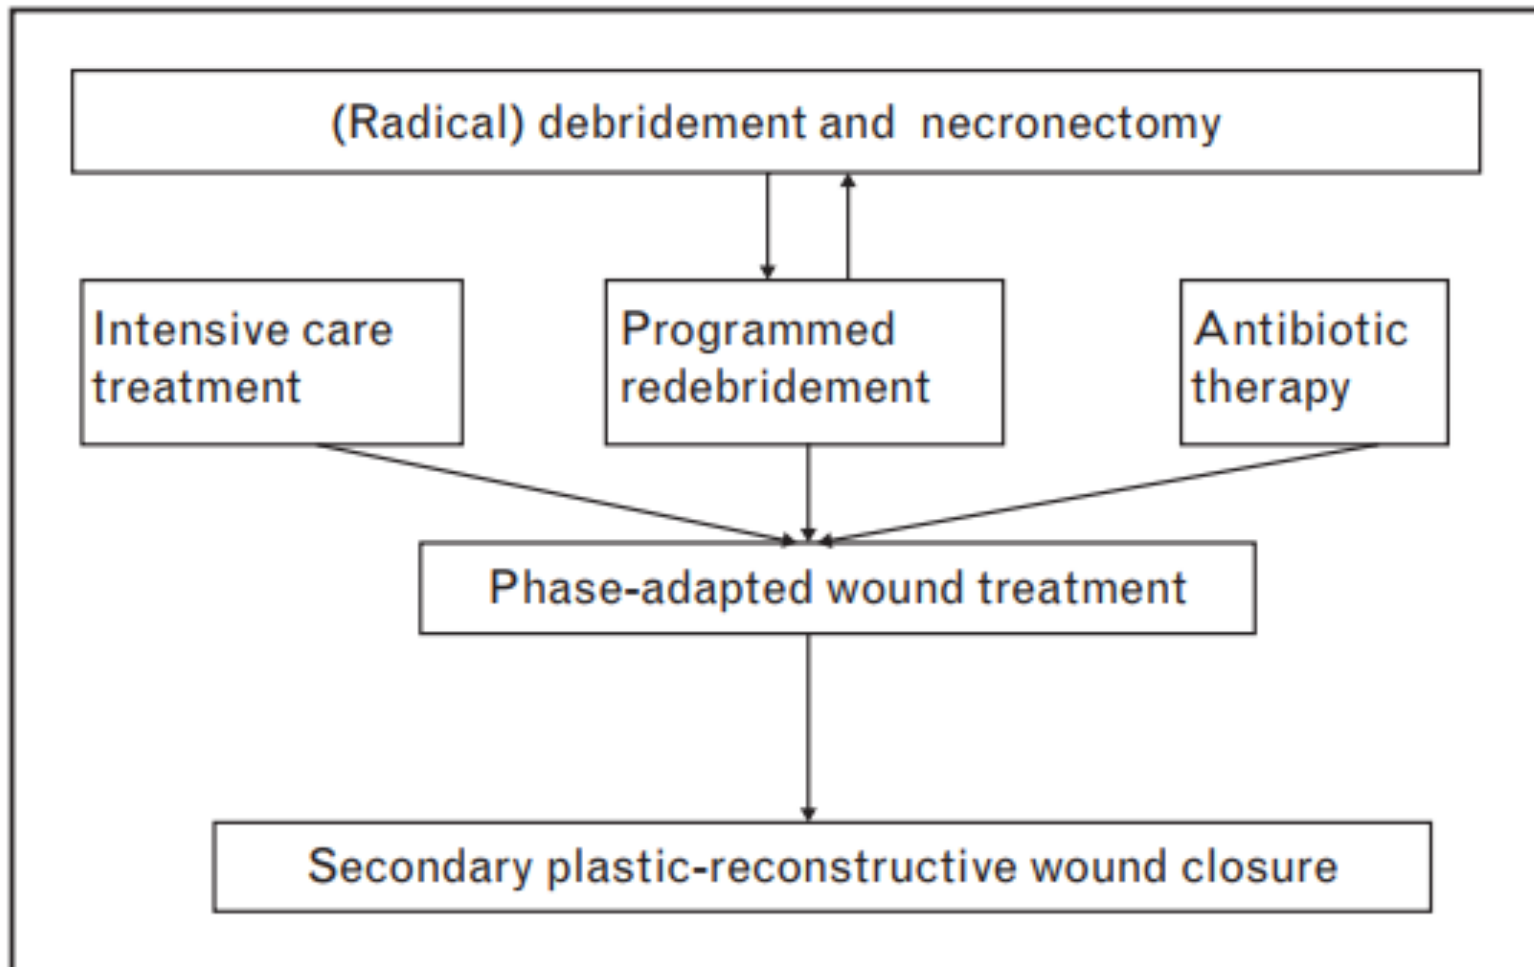 (Radical) debridement and necronectomy
Intensive care
treatment
Programmed
redebridement
Antibiotic
therapy
Phase-adapted wound treatment
Secondary plastic-reconstructive wound closure